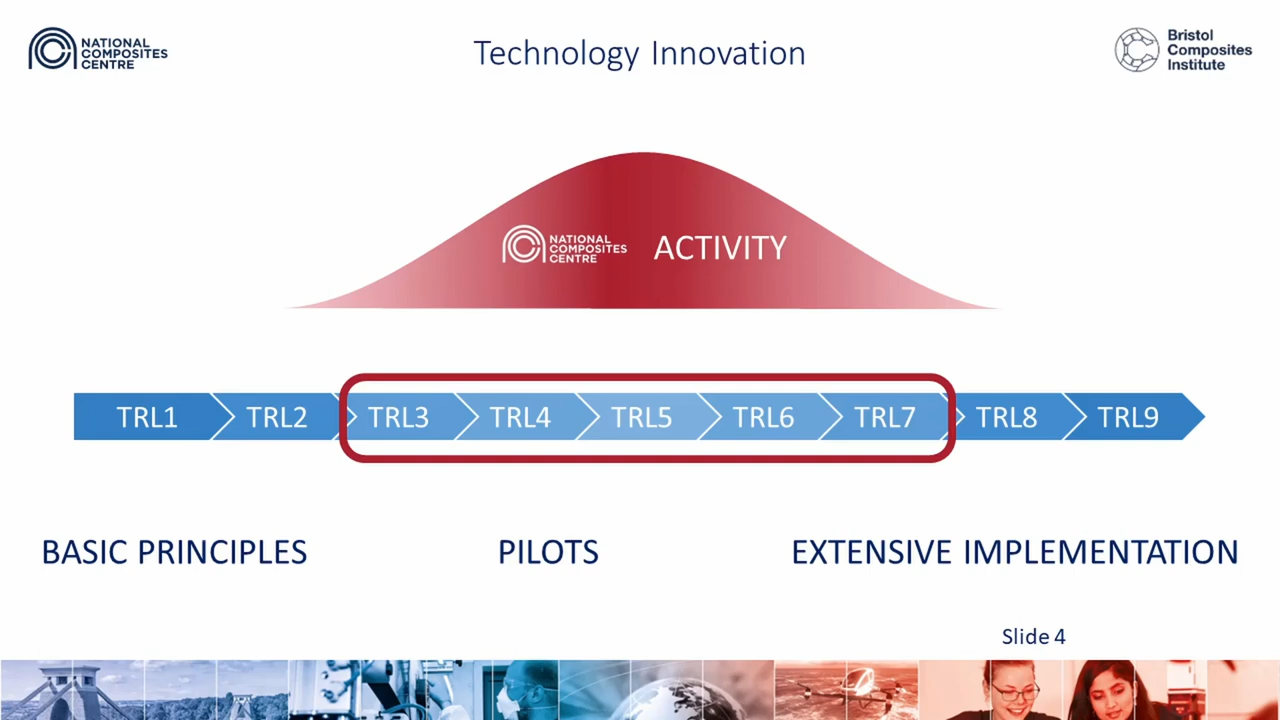 NATIONAL
COMPOSITES
CENTRE
Technology Innovation
Bristol
Composites
Institute
NATIONAL
COMPOSITES
CENTRE
ACTIVITY
TRL1 TRL2 TRL3 TRL4 TRL5 TRL6 TRL7 TRL8 TRL9
BASIC PRINCIPLES PILOTS EXTENSIVE IMPLEMENTATION
Slide 4